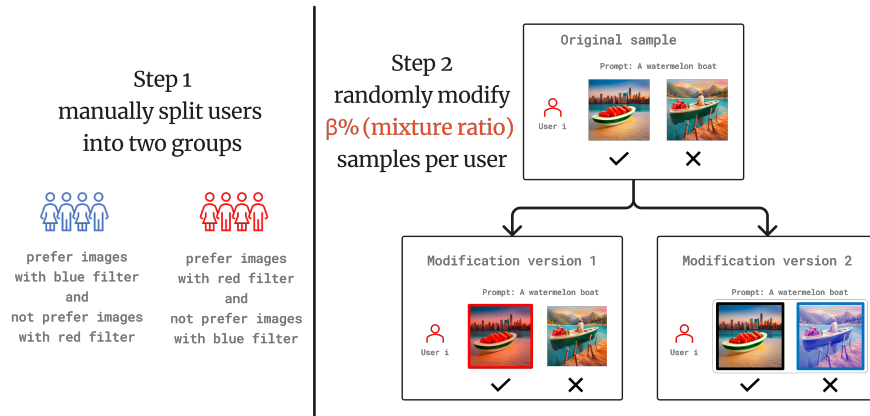 Step 1
manually split users
into two groups
prefer images
with blue filter
and
not prefer images
with red filter
prefer images
with red filter
and
not prefer images
with blue filter
Step 2
randomly modify
β% (mixture ratio)
samples per user
Original sample
Prompt: A watermelon boat
User i
Modification version 1
Prompt: A watermelon boat
User i
Modification version 2
Prompt: A watermelon boat
User i